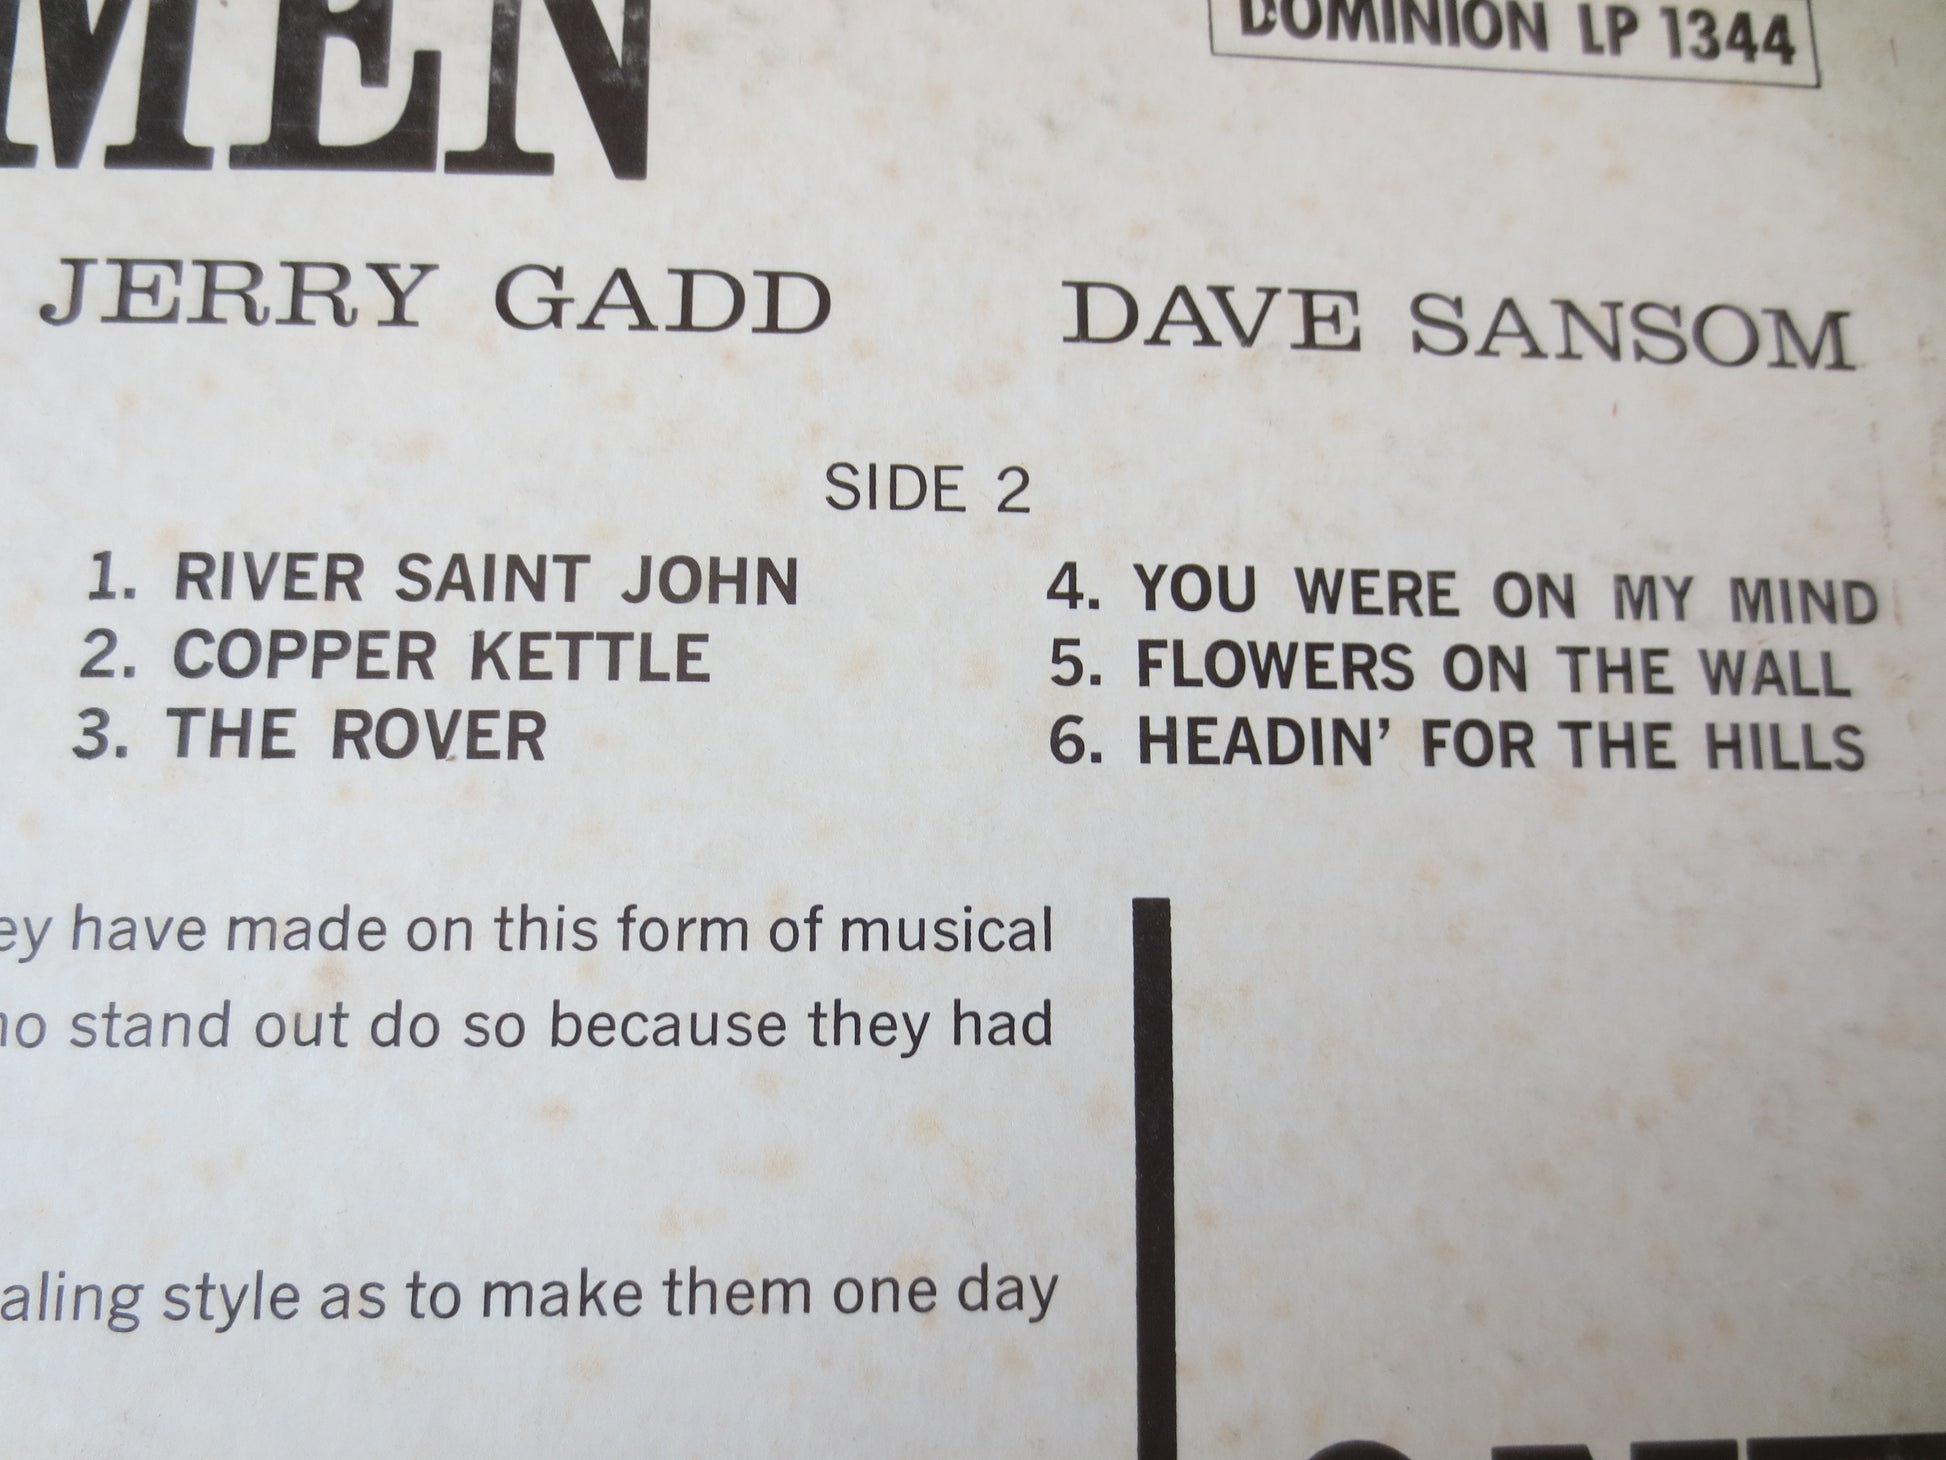 DOMINION LP 1344
MEN
JERRY GADD DAVE SANSOM
SIDE 2
1. RIVER SAINT JOHN
2. COPPER KETTLE
3. THE ROVER
4. YOU WERE ON MY MIND
5. FLOWERS ON THE WALL
6. HEADIN' FOR THE HILLS
ey have made on this form of musical
no stand out do so because they had
aling style as to make them one day